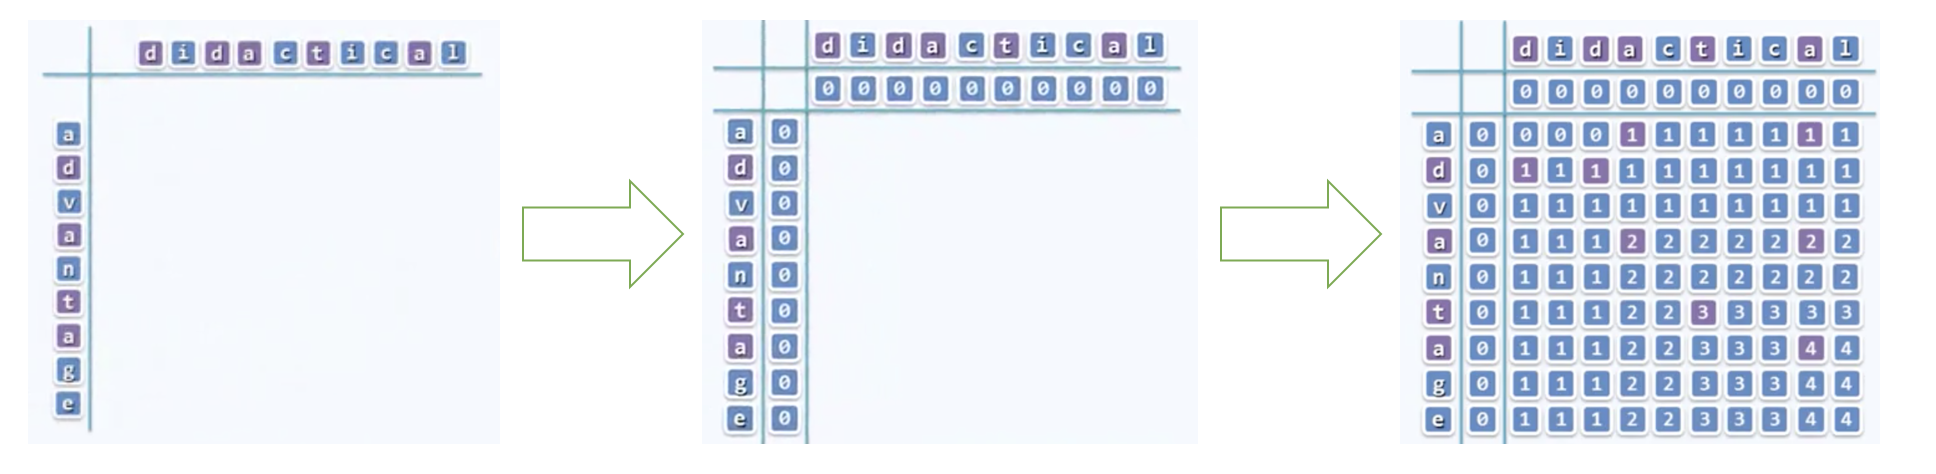 d i d a c t i c a l
a
d
v
a
n
t
a
g
e
d i d a c t i c a l
0 0 0 0 0 0 0 0 0 0
a 0
d 0
v 0
a 0
n 0
t 0
a 0
g 0
e 0
d i d a c t i c a l
0 0 0 0 0 0 0 0 0 0
a 0 0 0 0 1 1 1 1 1 1 1
d 0 1 1 1 1 1 1 1 1 1 1
v 0 1 1 1 1 1 1 1 1 1 1
a 0 1 1 1 2 2 2 2 2 2 2
n 0 1 1 1 2 2 2 2 2 2 2
t 0 1 1 1 2 2 3 3 3 3 3
a 0 1 1 1 2 2 3 3 3 4 4
g 0 1 1 1 2 2 3 3 3 4 4
e 0 1 1 1 2 2 3 3 3 4 4